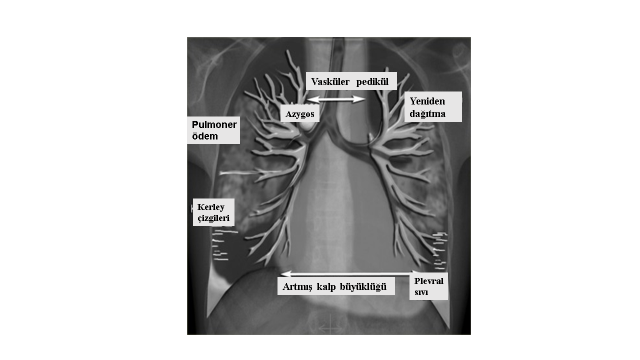 Vasküler pedikül
Yeniden
dağıtma
Azygos
Pulmoner
ödem
Kerley
çizgileri
Artmış kalp büyüklüğü
Plevral
sıvı